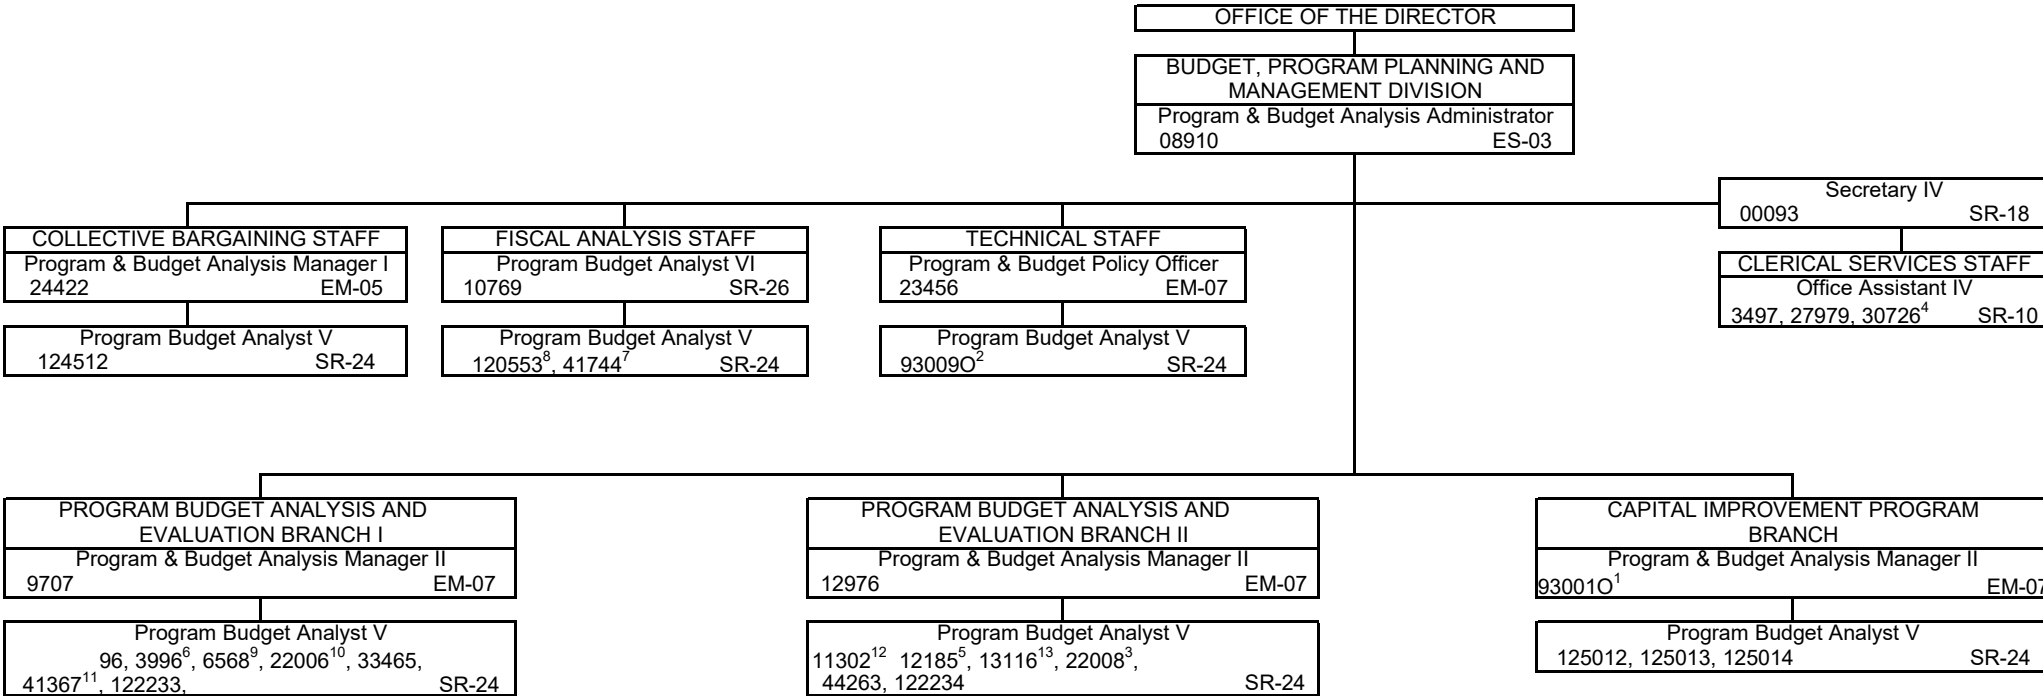 OFFICE OF THE DIRECTOR
BUDGET, PROGRAM PLANNING AND
MANAGEMENT DIVISION
Program & Budget Analysis Administrator
08910 ES-03
Secretary IV
00093 SR-18
CLERICAL SERVICES STAFF
Office Assistant IV
3497, 27979, 30726⁴ SR-10
COLLECTIVE BARGAINING STAFF
Program & Budget Analysis Manager I
24422 EM-05
Program Budget Analyst V
124512 SR-24
FISCAL ANALYSIS STAFF
Program Budget Analyst VI
10769 SR-26
Program Budget Analyst V
120553⁸, 41744⁷ SR-24
TECHNICAL STAFF
Program & Budget Policy Officer
23456 EM-07
Program Budget Analyst V
93009O² SR-24
PROGRAM BUDGET ANALYSIS AND
EVALUATION BRANCH I
Program & Budget Analysis Manager II
9707 EM-07
Program Budget Analyst V
96, 3996⁶, 6568⁹, 22006¹⁰, 33465,
41367¹¹, 122233, SR-24
PROGRAM BUDGET ANALYSIS AND
EVALUATION BRANCH II
Program & Budget Analysis Manager II
12976 EM-07
Program Budget Analyst V
11302¹² 12185⁵, 13116¹³, 22008³,
44263, 122234 SR-24
CAPITAL IMPROVEMENT PROGRAM
BRANCH
Program & Budget Analysis Manager II
93001O¹ EM-07
Program Budget Analyst V
125012, 125013, 125014 SR-24